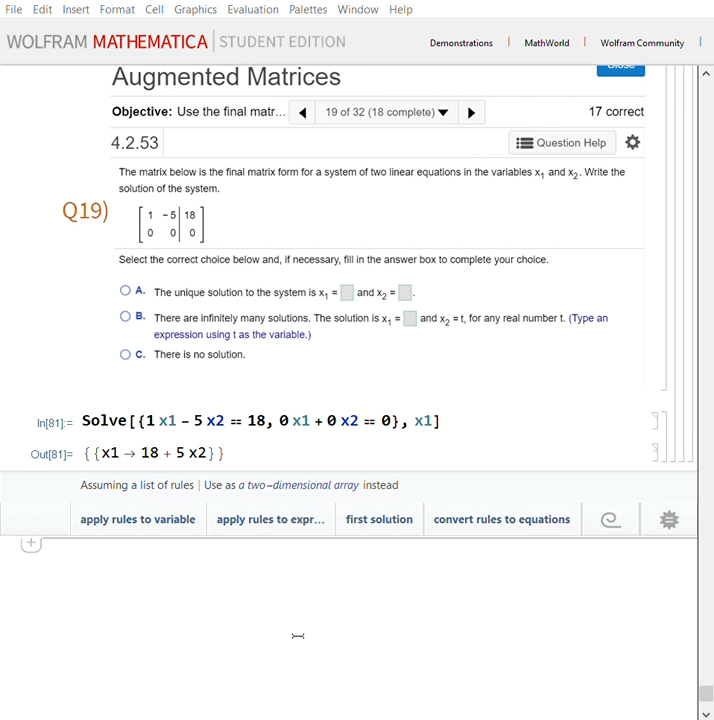 File Edit Insert Format Cell Graphics Evaluation Palettes Window Help
WOLFRAM MATHEMATICA | STUDENT EDITION
Demonstrations | MathWorld | Wolfram Community |
Augmented Matrices
Close
Objective: Use the final matr... 19 of 32 (18 complete) 17 correct
4.2.53 Question Help
The matrix below is the final matrix form for a system of two linear equations in the variables x₁ and x₂. Write the
solution of the system.
Q19)
1 -5 18
0 0 0
Select the correct choice below and, if necessary, fill in the answer box to complete your choice.
A. The unique solution to the system is x₁ = and x₂ = .
B. There are infinitely many solutions. The solution is x₁ = and x₂ = t, for any real number t. (Type an
expression using t as the variable.)
C. There is no solution.
In[81]:= Solve[{1 x1 - 5 x2 == 18, 0 x1 + 0 x2 == 0}, x1]
Out[81]= {{x1 → 18 + 5 x2}}
Assuming a list of rules | Use as a two-dimensional array instead
apply rules to variable apply rules to expr... first solution convert rules to equations